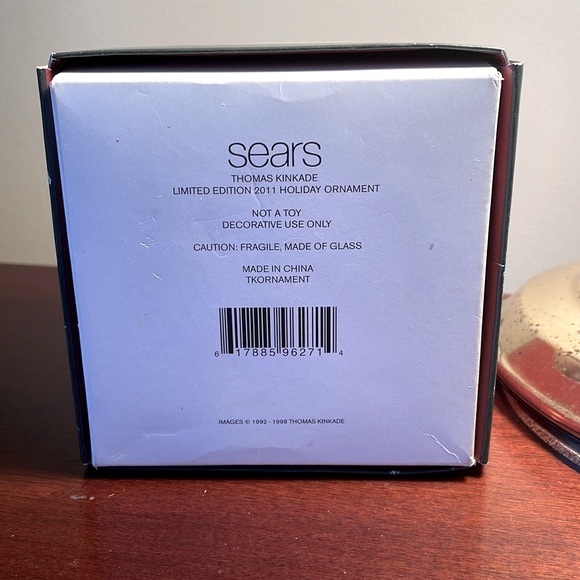 sears
THOMAS KINKADE
LIMITED EDITION 2011 HOLIDAY ORNAMENT
NOT A TOY
DECORATIVE USE ONLY
CAUTION: FRAGILE, MADE OF GLASS
MADE IN CHINA
TKORNAMENT
6 17885 96271 4
IMAGES © 1992 - 1998 THOMAS KINKADE